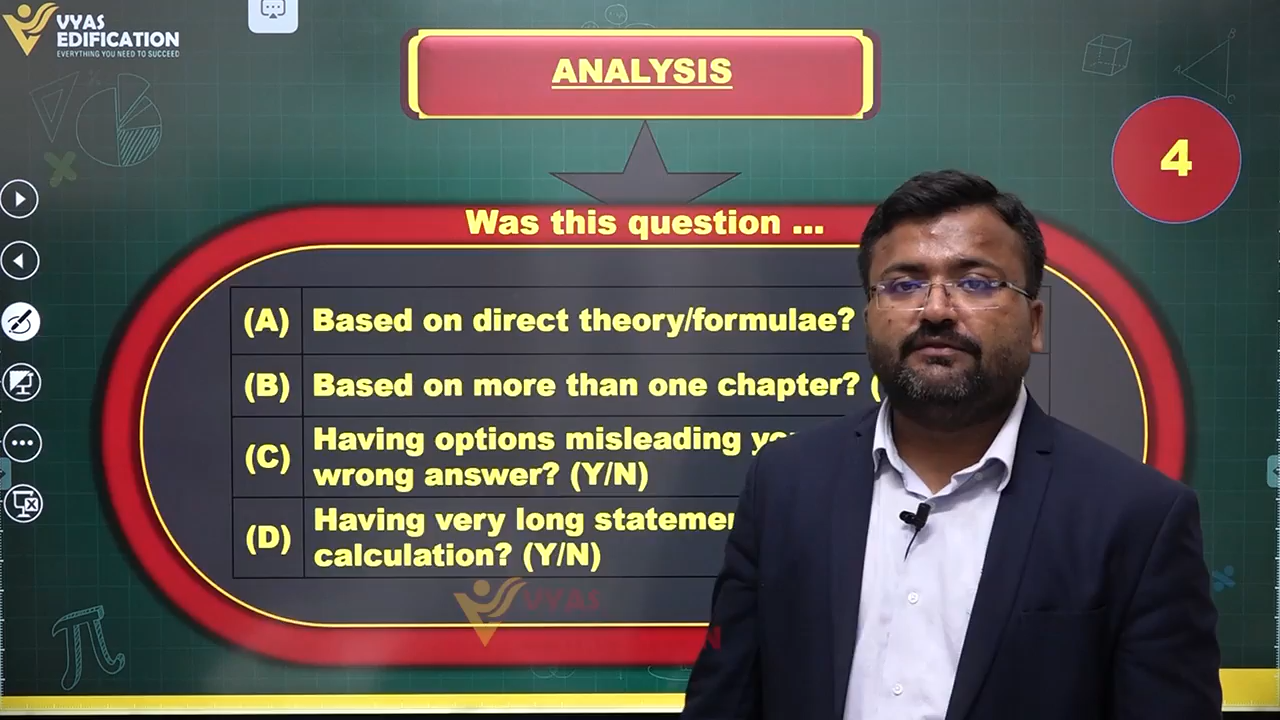 VYAS
EDIFICATION
EVERYTHING YOU NEED TO SUCCEED
ANALYSIS
4
Was this question ...
(A) Based on direct theory/formulae?
(B) Based on more than one chapter? (
(C) Having options misleading
wrong answer? (Y/N)
(D) Having very long
calculation? (Y/N)
VYAS